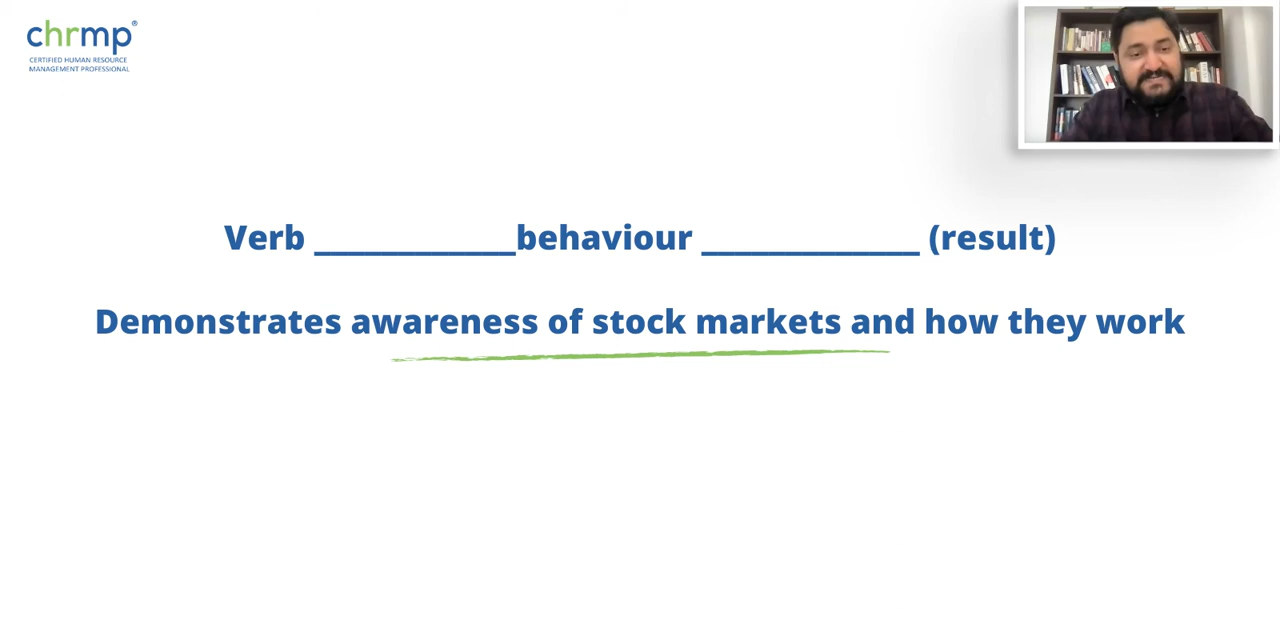 chrmp®
CERTIFIED HUMAN RESOURCE
MANAGEMENT PROFESSIONAL
Verb ____________behaviour _____________ (result)
Demonstrates awareness of stock markets and how they work